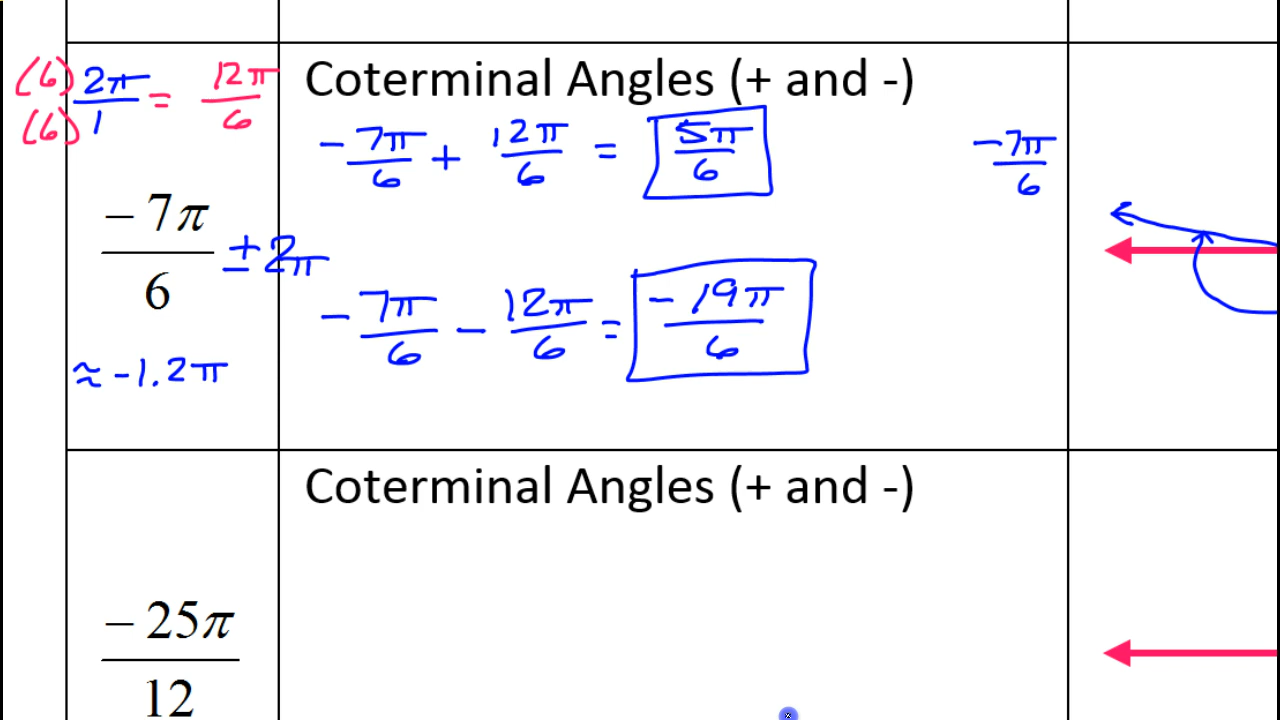 (6) 2π/1 (6) = 12π/6
Coterminal Angles (+ and -)
-7π/6 + 12π/6 = 5π/6
-7π/6
-7π/6 ± 2π
-7π/6 - 12π/6 = -19π/6
≈ -1.2π
Coterminal Angles (+ and -)
-25π/12